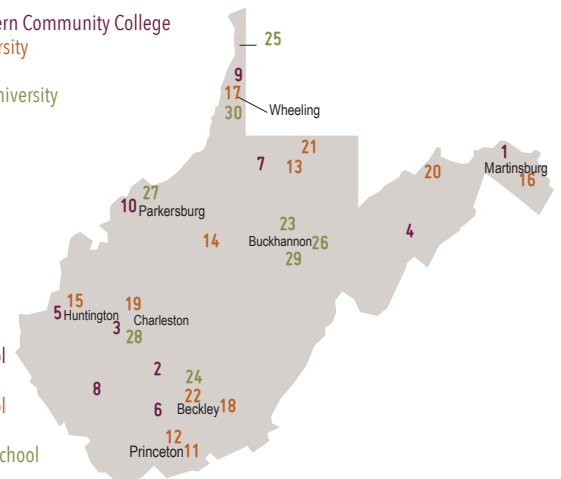 ern Community College
rsity
25
9
niversity
17
Wheeling
30
21
7
13
1
Martinsburg
20
16
27
10 Parkersburg
23
4
14
Buckhannon 26
29
15
19
5 Huntington
Charleston
3
28
ol
2
24
8
22
ol
6
Beckley 18
12
Princeton 11
chool